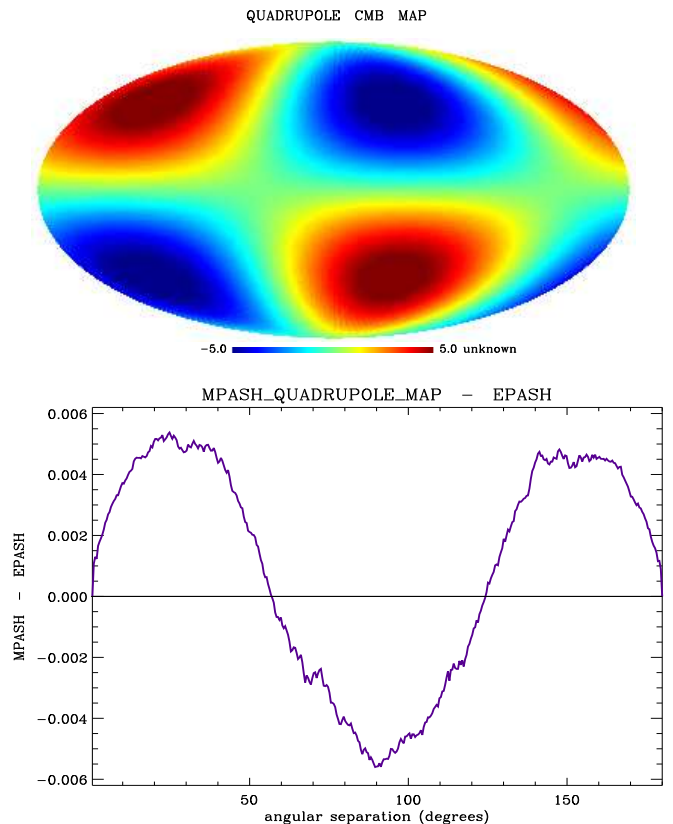 QUADRUPOLE CMB MAP
-5.0 5.0 unknown
MPASH_QUADRUPOLE_MAP - EPASH
0.006
0.004
0.002
0.000
-0.002
-0.004
-0.006
MPASH - EPASH
50 100 150
angular separation (degrees)